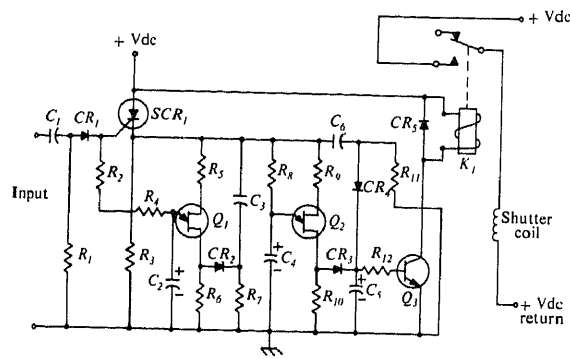 + Vdc
+ Vdc
C1
CR1
SCR1
C6
CR5
K1
R2
R5
R8
R9
R11
CR4
Input
R4
Q1
C3
Q2
Shutter
coil
R1
R3
C2
+
-
CR2
C4
+
-
CR3
R12
Q3
R6
R7
R10
C5
+
-
+ Vdc
return